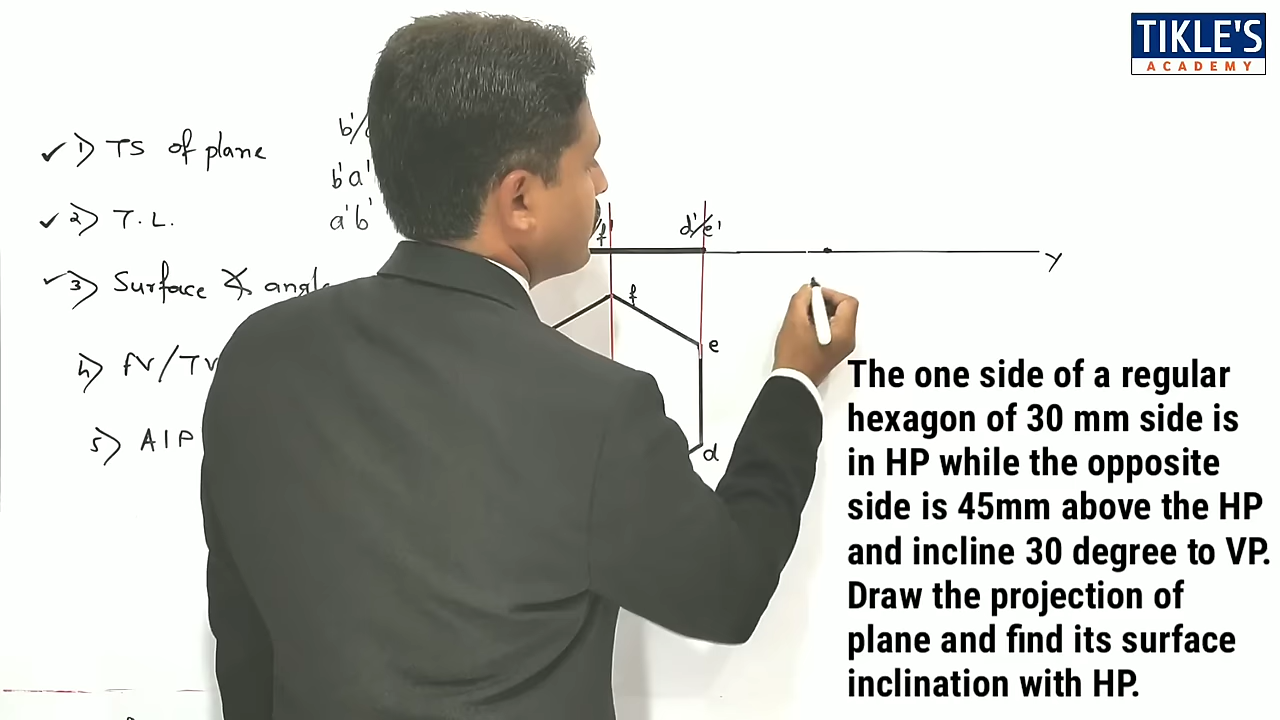 TIKLE'S
ACADEMY
1) TS of plane
b'/
b'a'
2) T.L.
a'b'
f'
d'/e'
y
3) Surface ∡ angle
f
e
4) FV/TV
5) AIP
d
The one side of a regular
hexagon of 30 mm side is
in HP while the opposite
side is 45mm above the HP
and incline 30 degree to VP.
Draw the projection of
plane and find its surface
inclination with HP.